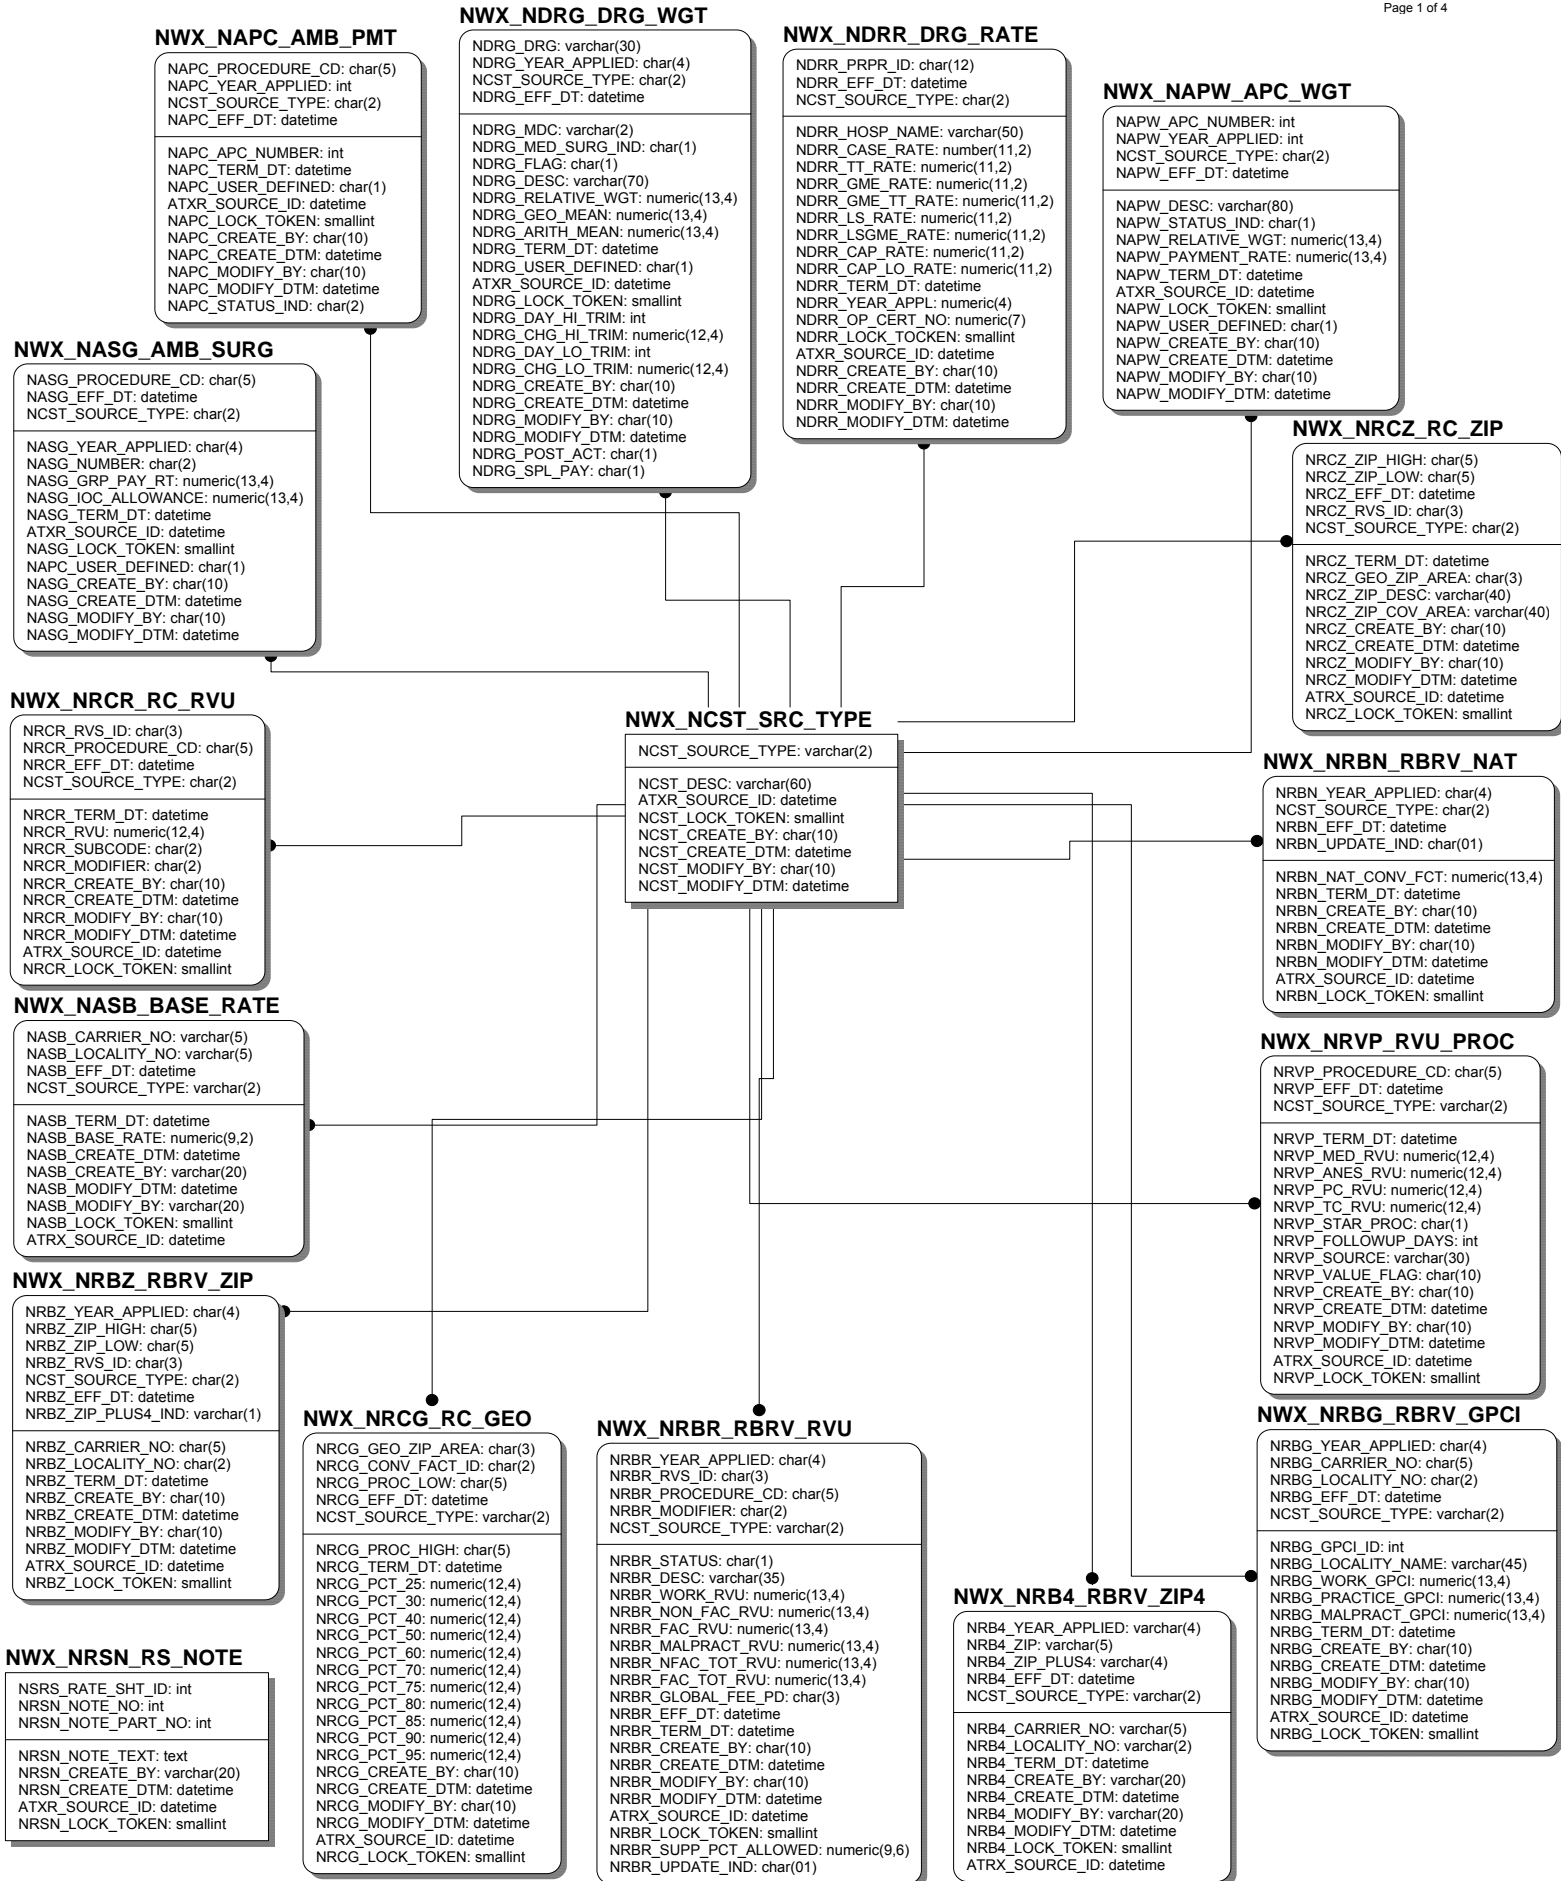 Page 1 of 4
NWX_NAPC_AMB_PMT
NAPC_PROCEDURE_CD: char(5)
NAPC_YEAR_APPLIED: int
NCST_SOURCE_TYPE: char(2)
NAPC_EFF_DT: datetime
NAPC_APC_NUMBER: int
NAPC_TERM_DT: datetime
NAPC_USER_DEFINED: char(1)
ATXR_SOURCE_ID: datetime
NAPC_LOCK_TOKEN: smallint
NAPC_CREATE_BY: char(10)
NAPC_CREATE_DTM: datetime
NAPC_MODIFY_BY: char(10)
NAPC_MODIFY_DTM: datetime
NAPC_STATUS_IND: char(2)
NWX_NDRG_DRG_WGT
NDRG_DRG: varchar(30)
NDRG_YEAR_APPLIED: char(4)
NCST_SOURCE_TYPE: char(2)
NDRG_EFF_DT: datetime
NDRG_MDC: varchar(2)
NDRG_MED_SURG_IND: char(1)
NDRG_FLAG: char(1)
NDRG_DESC: varchar(70)
NDRG_RELATIVE_WGT: numeric(13,4)
NDRG_GEO_MEAN: numeric(13,4)
NDRG_ARITH_MEAN: numeric(13,4)
NDRG_TERM_DT: datetime
NDRG_USER_DEFINED: char(1)
ATXR_SOURCE_ID: datetime
NDRG_LOCK_TOKEN: smallint
NDRG_DAY_HI_TRIM: int
NDRG_CHG_HI_TRIM: numeric(12,4)
NDRG_DAY_LO_TRIM: int
NDRG_CHG_LO_TRIM: numeric(12,4)
NDRG_CREATE_BY: char(10)
NDRG_CREATE_DTM: datetime
NDRG_MODIFY_BY: char(10)
NDRG_MODIFY_DTM: datetime
NDRG_POST_ACT: char(1)
NDRG_SPL_PAY: char(1)
NWX_NDRR_DRG_RATE
NDRR_PRPR_ID: char(12)
NDRR_EFF_DT: datetime
NCST_SOURCE_TYPE: char(2)
NDRR_HOSP_NAME: varchar(50)
NDRR_CASE_RATE: number(11,2)
NDRR_TT_RATE: numeric(11,2)
NDRR_GME_RATE: numeric(11,2)
NDRR_GME_TT_RATE: numeric(11,2)
NDRR_LS_RATE: numeric(11,2)
NDRR_LSGME_RATE: numeric(11,2)
NDRR_CAP_RATE: numeric(11,2)
NDRR_CAP_LO_RATE: numeric(11,2)
NDRR_TERM_DT: datetime
NDRR_YEAR_APPL: numeric(4)
NDRR_OP_CERT_NO: numeric(7)
NDRR_LOCK_TOCKEN: smallint
ATXR_SOURCE_ID: datetime
NDRR_CREATE_BY: char(10)
NDRR_CREATE_DTM: datetime
NDRR_MODIFY_BY: char(10)
NDRR_MODIFY_DTM: datetime
NWX_NAPW_APC_WGT
NAPW_APC_NUMBER: int
NAPW_YEAR_APPLIED: int
NCST_SOURCE_TYPE: char(2)
NAPW_EFF_DT: datetime
NAPW_DESC: varchar(80)
NAPW_STATUS_IND: char(1)
NAPW_RELATIVE_WGT: numeric(13,4)
NAPW_PAYMENT_RATE: numeric(13,4)
NAPW_TERM_DT: datetime
ATXR_SOURCE_ID: datetime
NAPW_LOCK_TOKEN: smallint
NAPW_USER_DEFINED: char(1)
NAPW_CREATE_BY: char(10)
NAPW_CREATE_DTM: datetime
NAPW_MODIFY_BY: char(10)
NAPW_MODIFY_DTM: datetime
NWX_NASG_AMB_SURG
NASG_PROCEDURE_CD: char(5)
NASG_EFF_DT: datetime
NCST_SOURCE_TYPE: char(2)
NASG_YEAR_APPLIED: char(4)
NASG_NUMBER: char(2)
NASG_GRP_PAY_RT: numeric(13,4)
NASG_IOC_ALLOWANCE: numeric(13,4)
NASG_TERM_DT: datetime
ATXR_SOURCE_ID: datetime
NASG_LOCK_TOKEN: smallint
NAPC_USER_DEFINED: char(1)
NASG_CREATE_BY: char(10)
NASG_CREATE_DTM: datetime
NASG_MODIFY_BY: char(10)
NASG_MODIFY_DTM: datetime
NWX_NRCZ_RC_ZIP
NRCZ_ZIP_HIGH: char(5)
NRCZ_ZIP_LOW: char(5)
NRCZ_EFF_DT: datetime
NRCZ_RVS_ID: char(3)
NCST_SOURCE_TYPE: char(2)
NRCZ_TERM_DT: datetime
NRCZ_GEO_ZIP_AREA: char(3)
NRCZ_ZIP_DESC: varchar(40)
NRCZ_ZIP_COV_AREA: varchar(40)
NRCZ_CREATE_BY: char(10)
NRCZ_CREATE_DTM: datetime
NRCZ_MODIFY_BY: char(10)
NRCZ_MODIFY_DTM: datetime
ATRX_SOURCE_ID: datetime
NRCZ_LOCK_TOKEN: smallint
NWX_NRCR_RC_RVU
NRCR_RVS_ID: char(3)
NRCR_PROCEDURE_CD: char(5)
NRCR_EFF_DT: datetime
NCST_SOURCE_TYPE: char(2)
NRCR_TERM_DT: datetime
NRCR_RVU: numeric(12,4)
NRCR_SUBCODE: char(2)
NRCR_MODIFIER: char(2)
NRCR_CREATE_BY: char(10)
NRCR_CREATE_DTM: datetime
NRCR_MODIFY_BY: char(10)
NRCR_MODIFY_DTM: datetime
ATRX_SOURCE_ID: datetime
NRCR_LOCK_TOKEN: smallint
NWX_NCST_SRC_TYPE
NCST_SOURCE_TYPE: varchar(2)
NCST_DESC: varchar(60)
ATXR_SOURCE_ID: datetime
NCST_LOCK_TOKEN: smallint
NCST_CREATE_BY: char(10)
NCST_CREATE_DTM: datetime
NCST_MODIFY_BY: char(10)
NCST_MODIFY_DTM: datetime
NWX_NRBN_RBRV_NAT
NRBN_YEAR_APPLIED: char(4)
NCST_SOURCE_TYPE: char(2)
NRBN_EFF_DT: datetime
NRBN_UPDATE_IND: char(01)
NRBN_NAT_CONV_FCT: numeric(13,4)
NRBN_TERM_DT: datetime
NRBN_CREATE_BY: char(10)
NRBN_CREATE_DTM: datetime
NRBN_MODIFY_BY: char(10)
NRBN_MODIFY_DTM: datetime
ATRX_SOURCE_ID: datetime
NRBN_LOCK_TOKEN: smallint
NWX_NASB_BASE_RATE
NASB_CARRIER_NO: varchar(5)
NASB_LOCALITY_NO: varchar(5)
NASB_EFF_DT: datetime
NCST_SOURCE_TYPE: varchar(2)
NASB_TERM_DT: datetime
NASB_BASE_RATE: numeric(9,2)
NASB_CREATE_DTM: datetime
NASB_CREATE_BY: varchar(20)
NASB_MODIFY_DTM: datetime
NASB_MODIFY_BY: varchar(20)
NASB_LOCK_TOKEN: smallint
ATRX_SOURCE_ID: datetime
NWX_NRVP_RVU_PROC
NRVP_PROCEDURE_CD: char(5)
NRVP_EFF_DT: datetime
NCST_SOURCE_TYPE: varchar(2)
NRVP_TERM_DT: datetime
NRVP_MED_RVU: numeric(12,4)
NRVP_ANES_RVU: numeric(12,4)
NRVP_PC_RVU: numeric(12,4)
NRVP_TC_RVU: numeric(12,4)
NRVP_STAR_PROC: char(1)
NRVP_FOLLOWUP_DAYS: int
NRVP_SOURCE: varchar(30)
NRVP_VALUE_FLAG: char(10)
NRVP_CREATE_BY: char(10)
NRVP_CREATE_DTM: datetime
NRVP_MODIFY_BY: char(10)
NRVP_MODIFY_DTM: datetime
ATRX_SOURCE_ID: datetime
NRVP_LOCK_TOKEN: smallint
NWX_NRBZ_RBRV_ZIP
NRBZ_YEAR_APPLIED: char(4)
NRBZ_ZIP_HIGH: char(5)
NRBZ_ZIP_LOW: char(5)
NRBZ_RVS_ID: char(3)
NCST_SOURCE_TYPE: char(2)
NRBZ_EFF_DT: datetime
NRBZ_ZIP_PLUS4_IND: varchar(1)
NRBZ_CARRIER_NO: char(5)
NRBZ_LOCALITY_NO: char(2)
NRBZ_TERM_DT: datetime
NRBZ_CREATE_BY: char(10)
NRBZ_CREATE_DTM: datetime
NRBZ_MODIFY_BY: char(10)
NRBZ_MODIFY_DTM: datetime
ATRX_SOURCE_ID: datetime
NRBZ_LOCK_TOKEN: smallint
NWX_NRCG_RC_GEO
NRCG_GEO_ZIP_AREA: char(3)
NRCG_CONV_FACT_ID: char(2)
NRCG_PROC_LOW: char(5)
NRCG_EFF_DT: datetime
NCST_SOURCE_TYPE: varchar(2)
NRCG_PROC_HIGH: char(5)
NRCG_TERM_DT: datetime
NRCG_PCT_25: numeric(12,4)
NRCG_PCT_30: numeric(12,4)
NRCG_PCT_40: numeric(12,4)
NRCG_PCT_50: numeric(12,4)
NRCG_PCT_60: numeric(12,4)
NRCG_PCT_70: numeric(12,4)
NRCG_PCT_75: numeric(12,4)
NRCG_PCT_80: numeric(12,4)
NRCG_PCT_85: numeric(12,4)
NRCG_PCT_90: numeric(12,4)
NRCG_PCT_95: numeric(12,4)
NRCG_CREATE_BY: char(10)
NRCG_CREATE_DTM: datetime
NRCG_MODIFY_BY: char(10)
NRCG_MODIFY_DTM: datetime
ATRX_SOURCE_ID: datetime
NRCG_LOCK_TOKEN: smallint
NWX_NRBR_RBRV_RVU
NRBR_YEAR_APPLIED: char(4)
NRBR_RVS_ID: char(3)
NRBR_PROCEDURE_CD: char(5)
NRBR_MODIFIER: char(2)
NCST_SOURCE_TYPE: varchar(2)
NRBR_STATUS: char(1)
NRBR_DESC: varchar(35)
NRBR_WORK_RVU: numeric(13,4)
NRBR_NON_FAC_RVU: numeric(13,4)
NRBR_FAC_RVU: numeric(13,4)
NRBR_MALPRACT_RVU: numeric(13,4)
NRBR_NFAC_TOT_RVU: numeric(13,4)
NRBR_FAC_TOT_RVU: numeric(13,4)
NRBR_GLOBAL_FEE_PD: char(3)
NRBR_EFF_DT: datetime
NRBR_TERM_DT: datetime
NRBR_CREATE_BY: char(10)
NRBR_CREATE_DTM: datetime
NRBR_MODIFY_BY: char(10)
NRBR_MODIFY_DTM: datetime
ATRX_SOURCE_ID: datetime
NRBR_LOCK_TOKEN: smallint
NRBR_SUPP_PCT_ALLOWED: numeric(9,6)
NRBR_UPDATE_IND: char(01)
NWX_NRBG_RBRV_GPCI
NRBG_YEAR_APPLIED: char(4)
NRBG_CARRIER_NO: char(5)
NRBG_LOCALITY_NO: char(2)
NRBG_EFF_DT: datetime
NCST_SOURCE_TYPE: varchar(2)
NRBG_GPCI_ID: int
NRBG_LOCALITY_NAME: varchar(45)
NRBG_WORK_GPCI: numeric(13,4)
NRBG_PRACTICE_GPCI: numeric(13,4)
NRBG_MALPRACT_GPCI: numeric(13,4)
NRBG_TERM_DT: datetime
NRBG_CREATE_BY: char(10)
NRBG_CREATE_DTM: datetime
NRBG_MODIFY_BY: char(10)
NRBG_MODIFY_DTM: datetime
ATRX_SOURCE_ID: datetime
NRBG_LOCK_TOKEN: smallint
NWX_NRB4_RBRV_ZIP4
NRB4_YEAR_APPLIED: varchar(4)
NRB4_ZIP: varchar(5)
NRB4_ZIP_PLUS4: varchar(4)
NRB4_EFF_DT: datetime
NCST_SOURCE_TYPE: varchar(2)
NRB4_CARRIER_NO: varchar(5)
NRB4_LOCALITY_NO: varchar(2)
NRB4_TERM_DT: datetime
NRB4_CREATE_BY: varchar(20)
NRB4_CREATE_DTM: datetime
NRB4_MODIFY_BY: varchar(20)
NRB4_MODIFY_DTM: datetime
NRB4_LOCK_TOKEN: smallint
ATRX_SOURCE_ID: datetime
NWX_NRSN_RS_NOTE
NSRS_RATE_SHT_ID: int
NRSN_NOTE_NO: int
NRSN_NOTE_PART_NO: int
NRSN_NOTE_TEXT: text
NRSN_CREATE_BY: varchar(20)
NRSN_CREATE_DTM: datetime
ATXR_SOURCE_ID: datetime
NRSN_LOCK_TOKEN: smallint